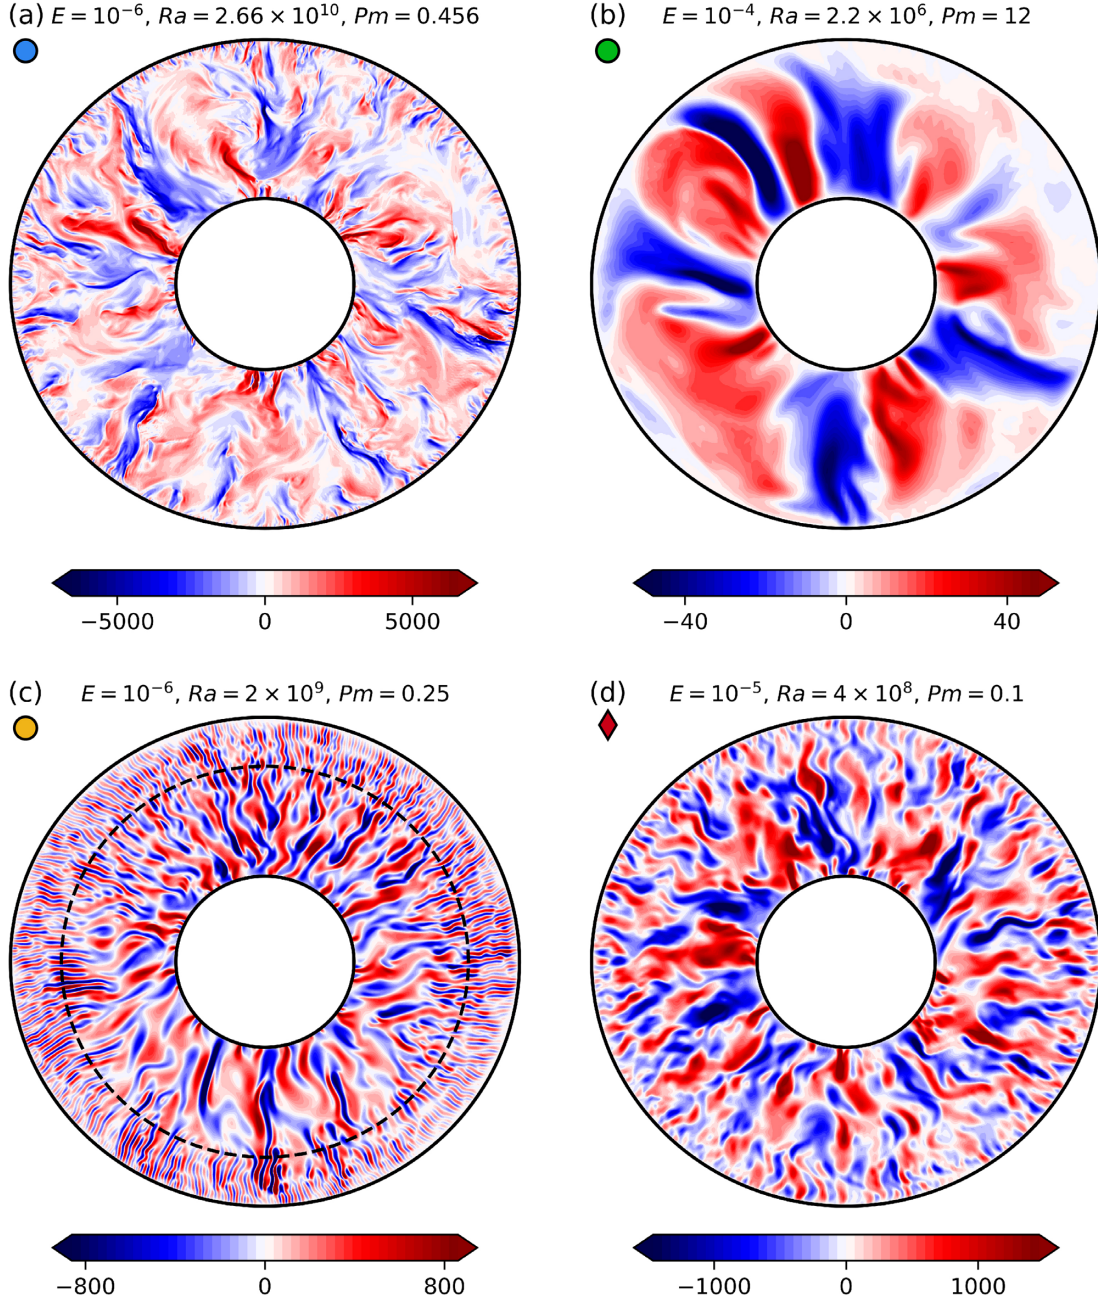 (a) E = 10⁻⁶, Ra = 2.66 × 10¹⁰, Pm = 0.456
(b) E = 10⁻⁴, Ra = 2.2 × 10⁶, Pm = 12
−5000 0 5000
−40 0 40
(c) E = 10⁻⁶, Ra = 2 × 10⁹, Pm = 0.25
(d) E = 10⁻⁵, Ra = 4 × 10⁸, Pm = 0.1
−800 0 800
−1000 0 1000